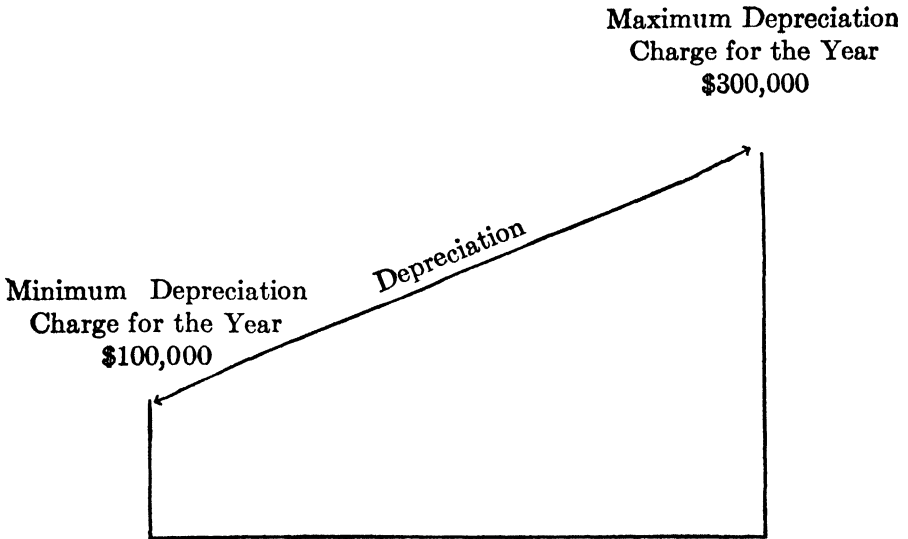 Maximum Depreciation
Charge for the Year
$300,000
Depreciation
Minimum Depreciation
Charge for the Year
$100,000